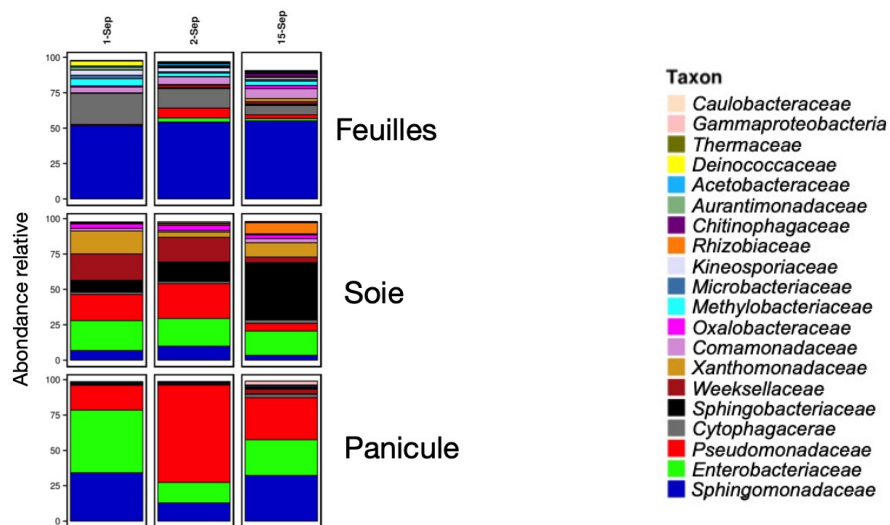 1-Sep
2-Sep
15-Sep
Abondance relative
100
75
50
25
0
Feuilles
100
75
50
25
0
Soie
100
75
50
25
0
Panicule
Taxon
Caulobacteraceae
Gammaproteobacteria
Thermaceae
Deinococcaceae
Acetobacteraceae
Aurantimonadaceae
Chitinophagaceae
Rhizobiaceae
Kineosporiaceae
Microbacteriaceae
Methylobacteriaceae
Oxalobacteraceae
Comamonadaceae
Xanthomonadaceae
Weeksellaceae
Sphingobacteriaceae
Cytophagacerae
Pseudomonadaceae
Enterobacteriaceae
Sphingomonadaceae